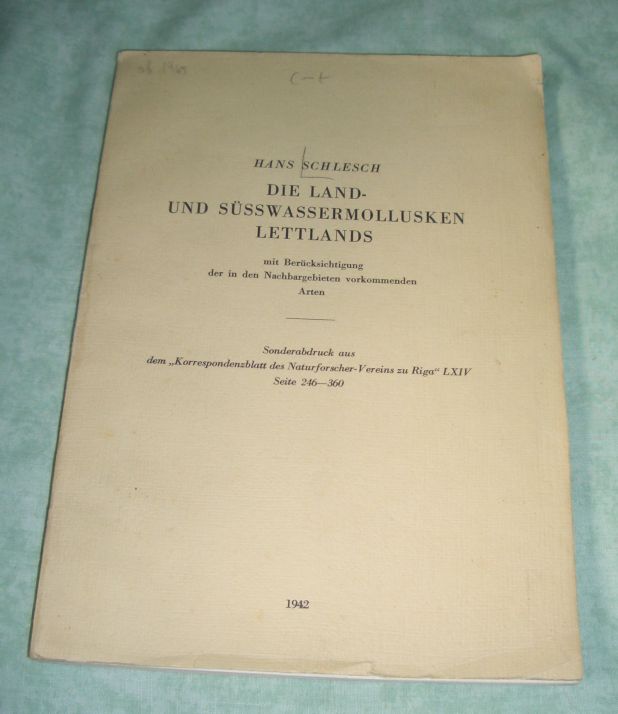 HANS SCHLESCH
DIE LAND-
UND SÜSSWASSERMOLLUSKEN
LETTLANDS
mit Berücksichtigung
der in den Nachbargebieten vorkommenden
Arten
Sonderabdruck aus
dem „Korrespondenzblatt des Naturforscher-Vereins zu Riga“ LXIV
Seite 246—360
1942